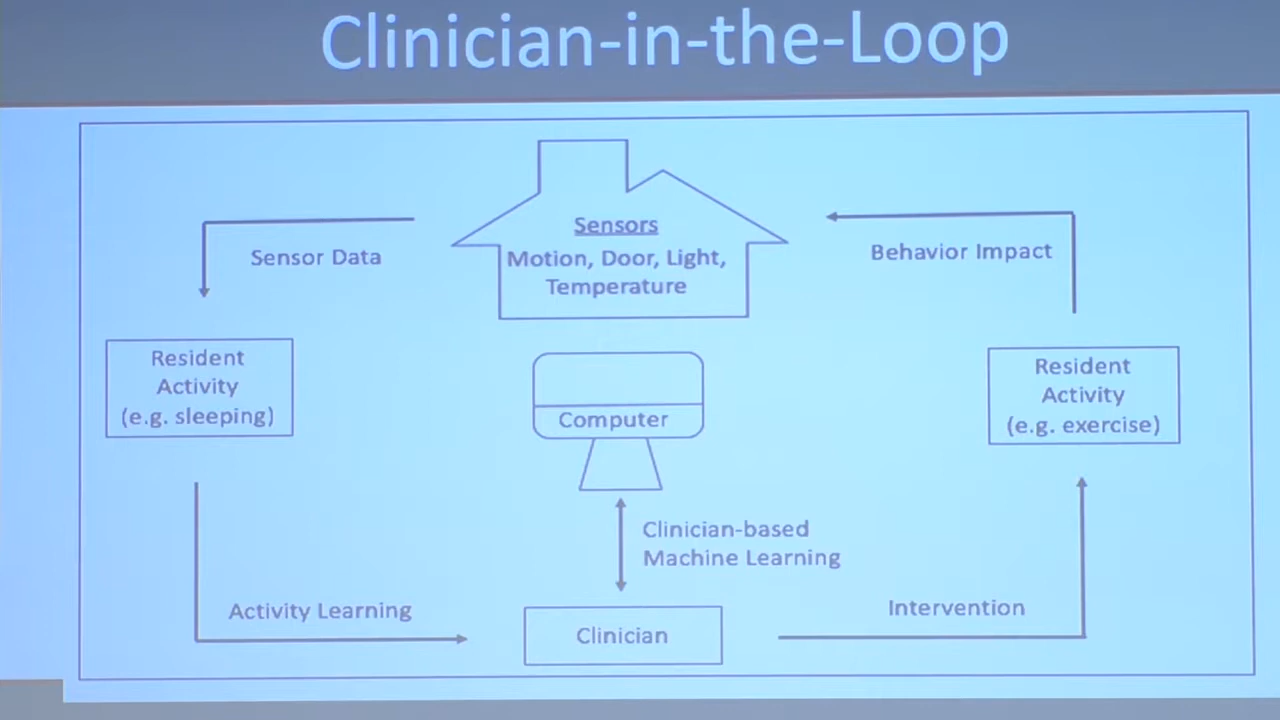 Clinician-in-the-Loop
Sensors
Motion, Door, Light,
Temperature
Sensor Data
Behavior Impact
Resident
Activity
(e.g. sleeping)
Computer
Resident
Activity
(e.g. exercise)
Clinician-based
Machine Learning
Activity Learning
Clinician
Intervention